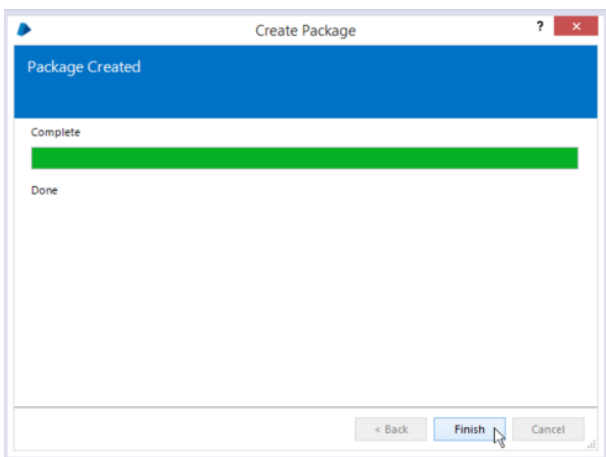 Create Package
?
Package Created
Complete
Done
< Back
Finish
Cancel